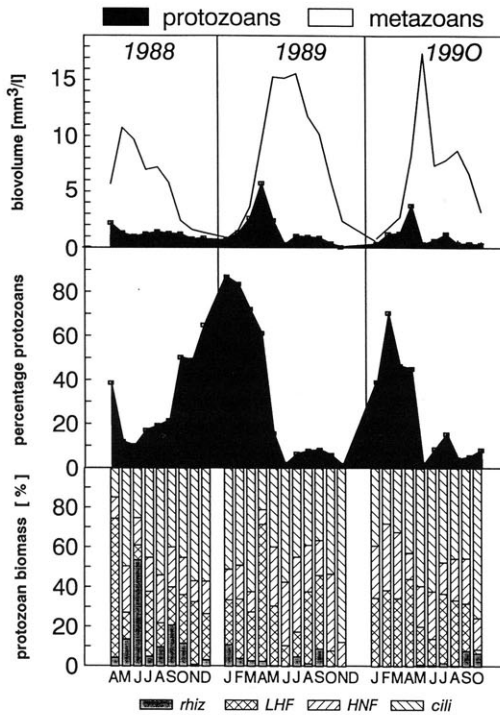 protozoans metazoans
1988 1989 1990
biovolume [mm³/l]
15
10
5
0
percentage protozoans
80
60
40
20
0
protozoan biomass [%]
80
60
40
20
0
AMJJASOND JFMAMJJASOND JFMAMJJASO
rhiz LHF HNF cili